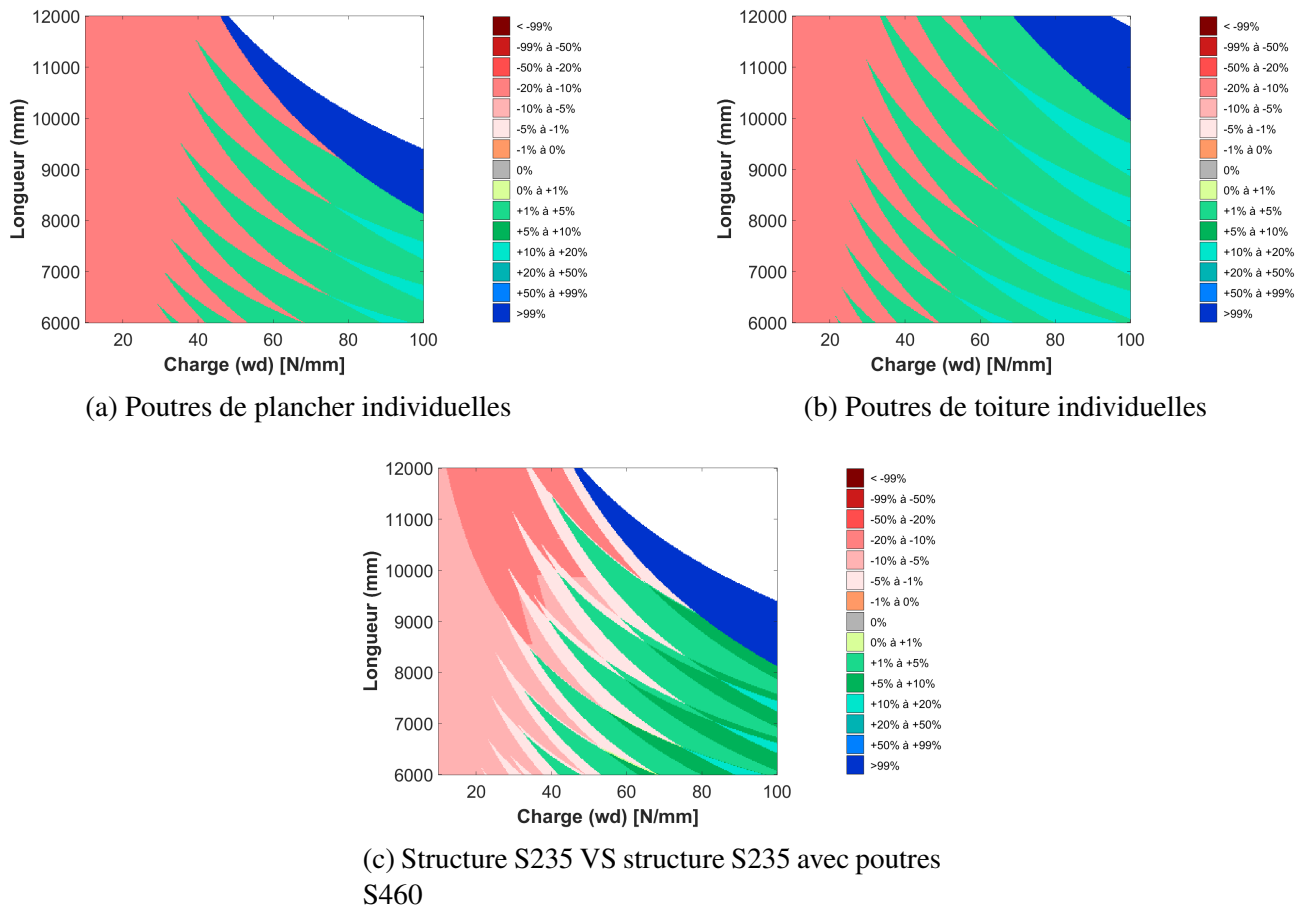 12000
11000
10000
9000
8000
7000
6000
Longueur (mm)
20 40 60 80 100
Charge (wd) [N/mm]
< -99%
-99% à -50%
-50% à -20%
-20% à -10%
-10% à -5%
-5% à -1%
-1% à 0%
0%
0% à +1%
+1% à +5%
+5% à +10%
+10% à +20%
+20% à +50%
+50% à +99%
>99%
(a) Poutres de plancher individuelles
12000
11000
10000
9000
8000
7000
6000
Longueur (mm)
20 40 60 80 100
Charge (wd) [N/mm]
< -99%
-99% à -50%
-50% à -20%
-20% à -10%
-10% à -5%
-5% à -1%
-1% à 0%
0%
0% à +1%
+1% à +5%
+5% à +10%
+10% à +20%
+20% à +50%
+50% à +99%
>99%
(b) Poutres de toiture individuelles
12000
11000
10000
9000
8000
7000
6000
Longueur (mm)
20 40 60 80 100
Charge (wd) [N/mm]
< -99%
-99% à -50%
-50% à -20%
-20% à -10%
-10% à -5%
-5% à -1%
-1% à 0%
0%
0% à +1%
+1% à +5%
+5% à +10%
+10% à +20%
+20% à +50%
+50% à +99%
>99%
(c) Structure S235 VS structure S235 avec poutres
S460